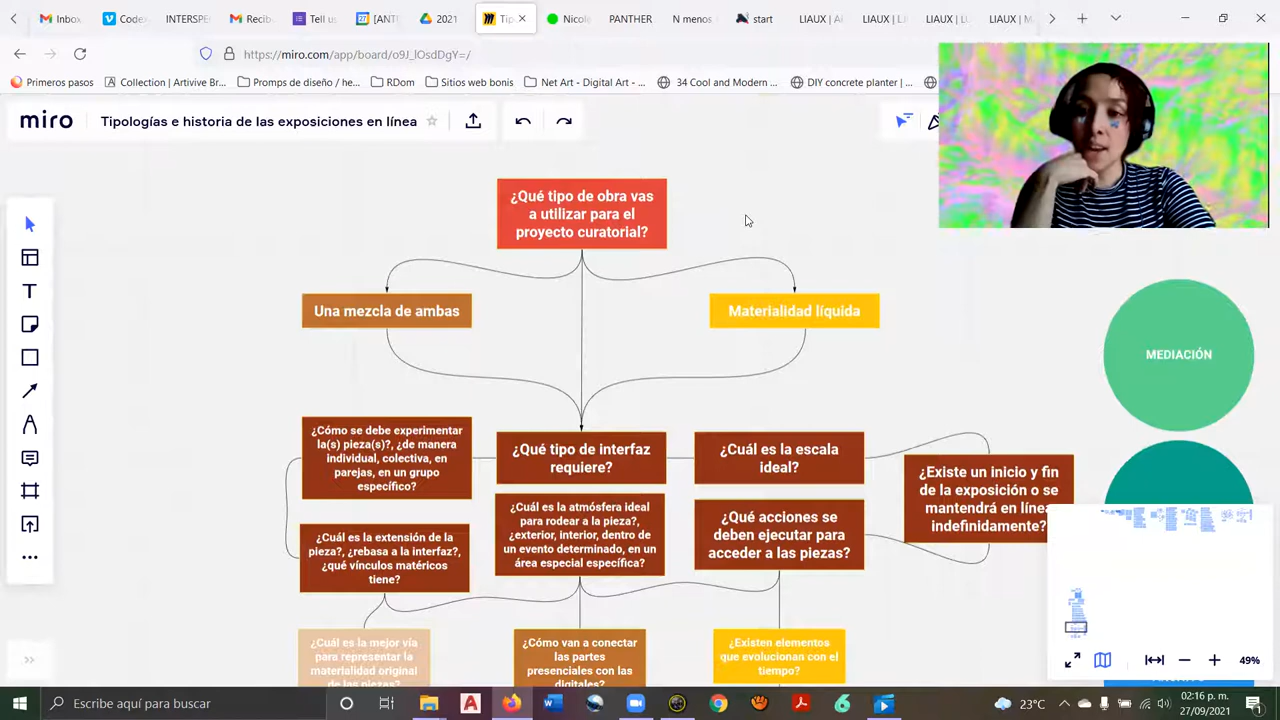 Inbox
Codex
INTERSPE
Recib
Tell us
[ANTE
2021
Tip
Nicole
PANTHER
N menos
start
LIAUX | AI
LIAUX | L
LIAUX | LU
LIAUX | M
https://miro.com/app/board/o9J_lOsdDgY=/
Primeros pasos
Collection | Artivive Br...
Promps de diseño / he...
RDom
Sitios web bonis
Net Art - Digital Art - ...
34 Cool and Modern ...
DIY concrete planter | ...
miro
Tipologías e historia de las exposiciones en línea
¿Qué tipo de obra vas
a utilizar para el
proyecto curatorial?
Una mezcla de ambas
Materialidad líquida
MEDIACIÓN
¿Cómo se debe experimentar
la(s) pieza(s)?, ¿de manera
individual, colectiva, en
parejas, en un grupo
específico?
¿Qué tipo de interfaz
requiere?
¿Cuál es la escala
ideal?
¿Existe un inicio y fin
de la exposición o se
mantendrá en línea
indefinidamente?
¿Cuál es la extensión de la
pieza?, ¿rebasa a la interfaz?,
¿qué vínculos matéricos
tiene?
¿Cuál es la atmósfera ideal
para rodear a la pieza?,
¿exterior, interior, dentro de
un evento determinado, en un
área especial específica?
¿Qué acciones se
deben ejecutar para
acceder a las piezas?
¿Cuál es la mejor vía
para representar la
materialidad original
de las piezas?
¿Cómo van a conectar
las partes
presenciales con las
digitales?
¿Existen elementos
que evolucionan con el
tiempo?
49%
Escribe aquí para buscar
23°C
02:16 p. m.
27/09/2021